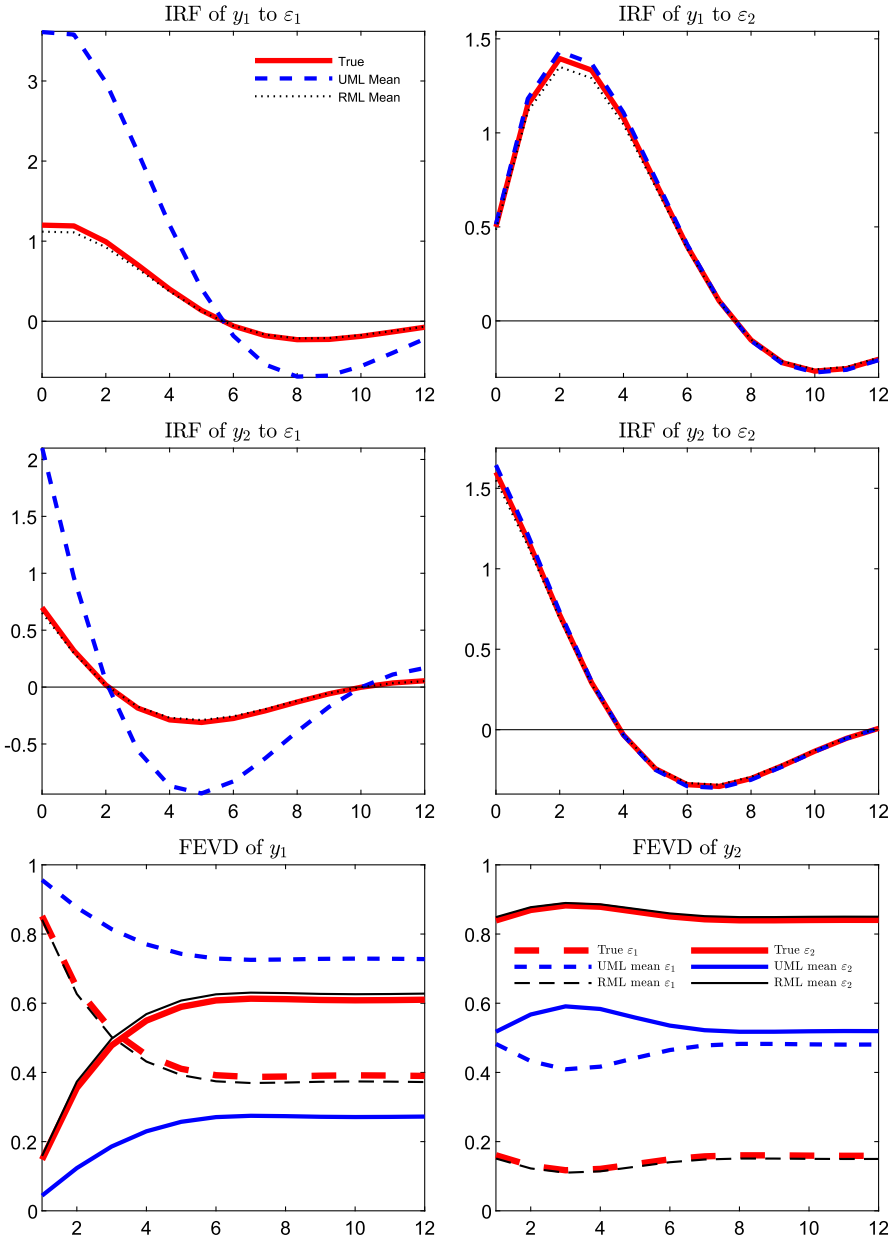 IRF of y₁ to ε₁
3
2
1
0
0 2 4 6 8 10 12
True
UML Mean
RML Mean
IRF of y₁ to ε₂
1.5
1
0.5
0
0 2 4 6 8 10 12
IRF of y₂ to ε₁
2
1.5
1
0.5
0
-0.5
0 2 4 6 8 10 12
IRF of y₂ to ε₂
1.5
1
0.5
0
0 2 4 6 8 10 12
FEVD of y₁
1
0.8
0.6
0.4
0.2
0
2 4 6 8 10 12
FEVD of y₂
1
0.8
0.6
0.4
0.2
0
2 4 6 8 10 12
True ε₁ True ε₂
UML mean ε₁ UML mean ε₂
RML mean ε₁ RML mean ε₂